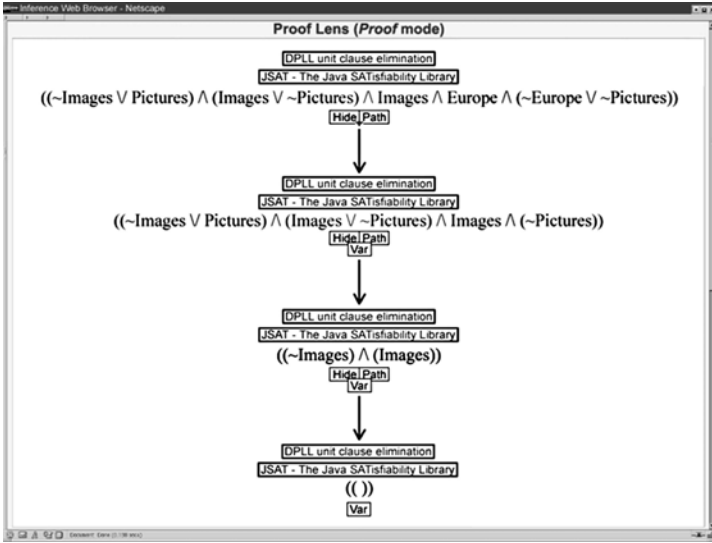 Inference Web Browser - Netscape
Proof Lens (Proof mode)
DPLL unit clause elimination
JSAT - The Java SATisfiability Library
((~Images \/ Pictures) /\ (Images \/ ~Pictures) /\ Images /\ Europe /\ (~Europe \/ ~Pictures))
Hide Path
DPLL unit clause elimination
JSAT - The Java SATisfiability Library
((~Images \/ Pictures) /\ (Images \/ ~Pictures) /\ Images /\ (~Pictures))
Hide Path
Var
DPLL unit clause elimination
JSAT - The Java SATisfiability Library
((~Images) /\ (Images))
Hide Path
Var
DPLL unit clause elimination
JSAT - The Java SATisfiability Library
(( ))
Var